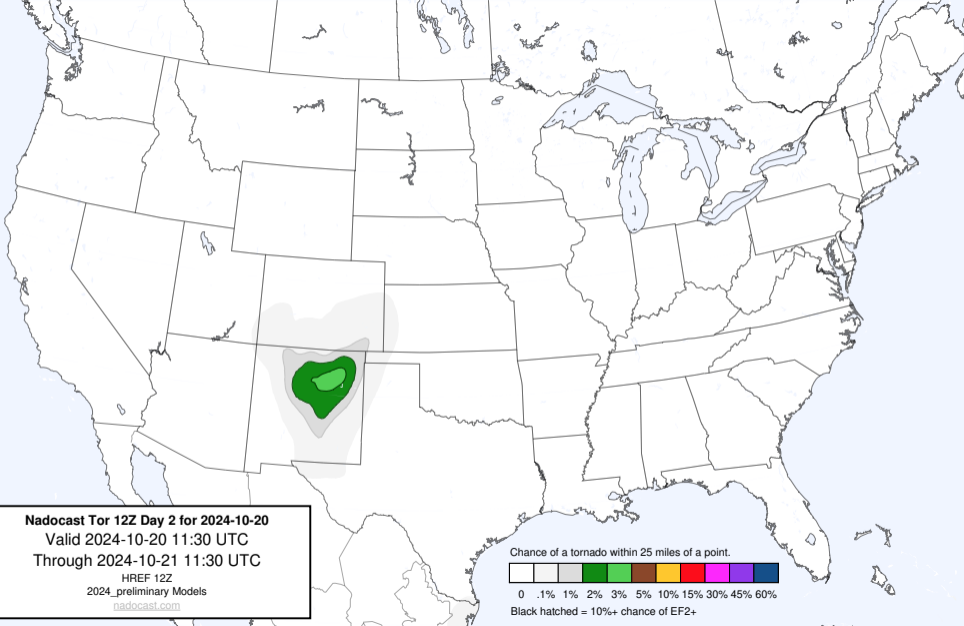 Nadocast Tor 12Z Day 2 for 2024-10-20
Valid 2024-10-20 11:30 UTC
Through 2024-10-21 11:30 UTC
HREF 12Z
2024_preliminary Models
nadocast.com
Chance of a tornado within 25 miles of a point.
0 .1% 1% 2% 3% 5% 10% 15% 30% 45% 60%
Black hatched = 10%+ chance of EF2+